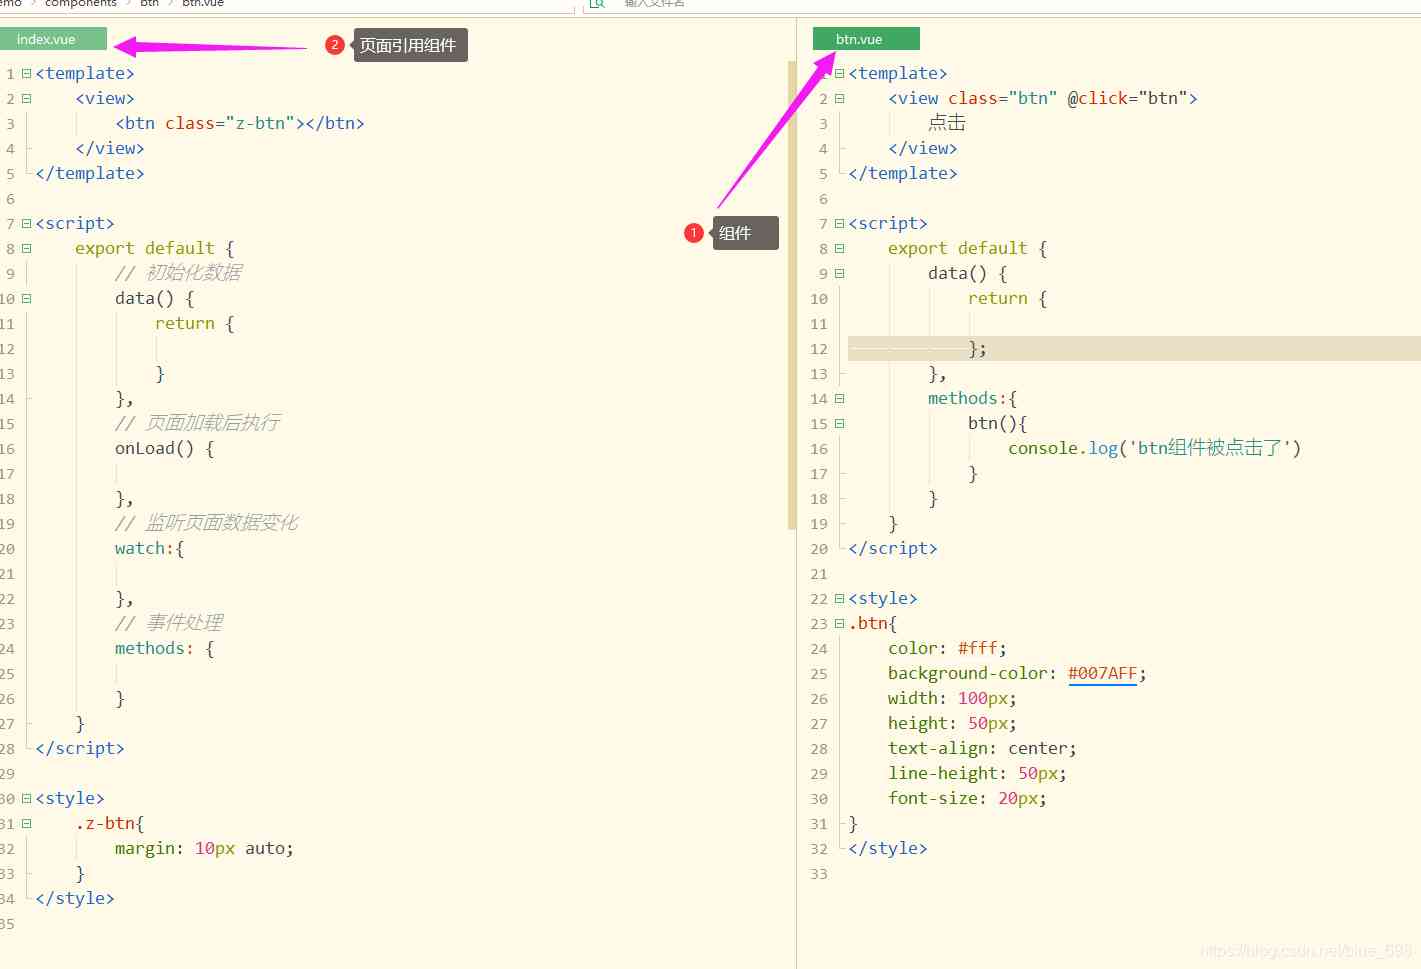 components > btn > btn.vue
输入文件名
index.vue
2 页面引用组件
1 <template>
2 <view>
3 <btn class="z-btn"></btn>
4 </view>
5 </template>
6
7 <script>
8 export default {
9 // 初始化数据
10 data() {
11 return {
12
13 }
14 },
15 // 页面加载后执行
16 onLoad() {
17
18 },
19 // 监听页面数据变化
20 watch:{
21
22 },
23 // 事件处理
24 methods: {
25
26 }
27 }
28 </script>
29
30 <style>
31 .z-btn{
32 margin: 10px auto;
33 }
34 </style>
35
1 组件
btn.vue
1 <template>
2 <view class="btn" @click="btn">
3 点击
4 </view>
5 </template>
6
7 <script>
8 export default {
9 data() {
10 return {
11
12 };
13 },
14 methods:{
15 btn(){
16 console.log('btn组件被点击了')
17 }
18 }
19 }
20 </script>
21
22 <style>
23 .btn{
24 color: #fff;
25 background-color: #007AFF;
26 width: 100px;
27 height: 50px;
28 text-align: center;
29 line-height: 50px;
30 font-size: 20px;
31 }
32 </style>
33
https://blog.csdn.net/blue_698